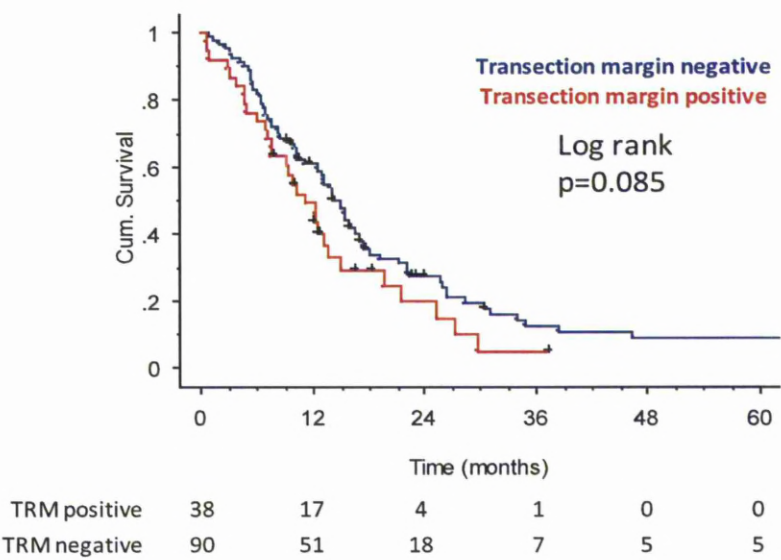 1
.8
.6
.4
.2
0
Cum. Survival
Transection margin negative
Transection margin positive
Log rank
p=0.085
0 12 24 36 48 60
Time (months)
TRM positive 38 17 4 1 0 0
TRM negative 90 51 18 7 5 5